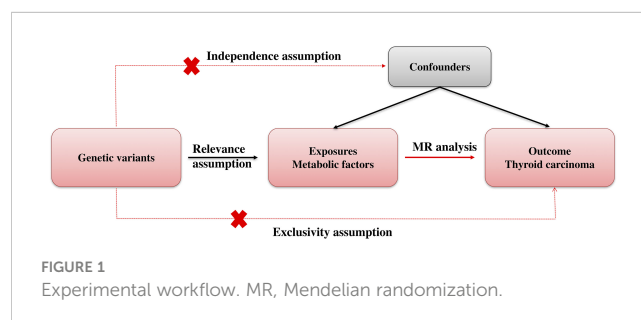 Independence assumption
Confounders
Genetic variants
Relevance
assumption
Exposures
Metabolic factors
MR analysis
Outcome
Thyroid carcinoma
Exclusivity assumption
FIGURE 1
Experimental workflow. MR, Mendelian randomization.